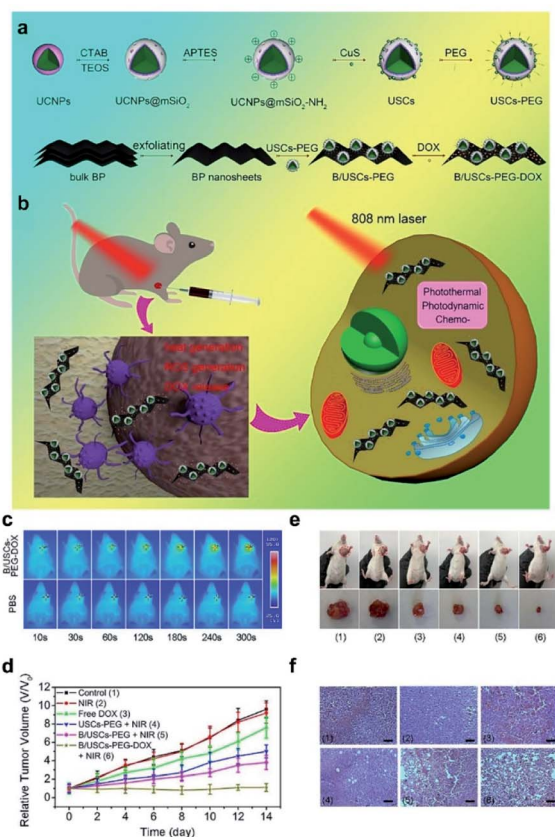 a
CTAB
TEOS
APTES
CuS
PEG
UCNPs
UCNPs@mSiO₂
UCNPs@mSiO₂-NH₂
USCs
USCs-PEG
exfoliating
USCs-PEG
DOX
bulk BP
BP nanosheets
B/USCs-PEG
B/USCs-PEG-DOX
b
808 nm laser
Photothermal
Photodynamic
Chemo-
generation
generation
c
B/USCs-
PEG-DOX
PBS
10s 30s 60s 120s 180s 240s 300s
d
Relative Tumor Volume (V/V₀)
12
10
8
6
4
2
0
Control (1)
NIR (2)
Free DOX (3)
USCs-PEG + NIR (4)
B/USCs-PEG + NIR (5)
B/USCs-PEG-DOX
+ NIR (6)
0 2 4 6 8 10 12 14
Time (day)
e
(1) (2) (3) (4) (5) (6)
f
(1) (2) (3)
(4) (5) (6)